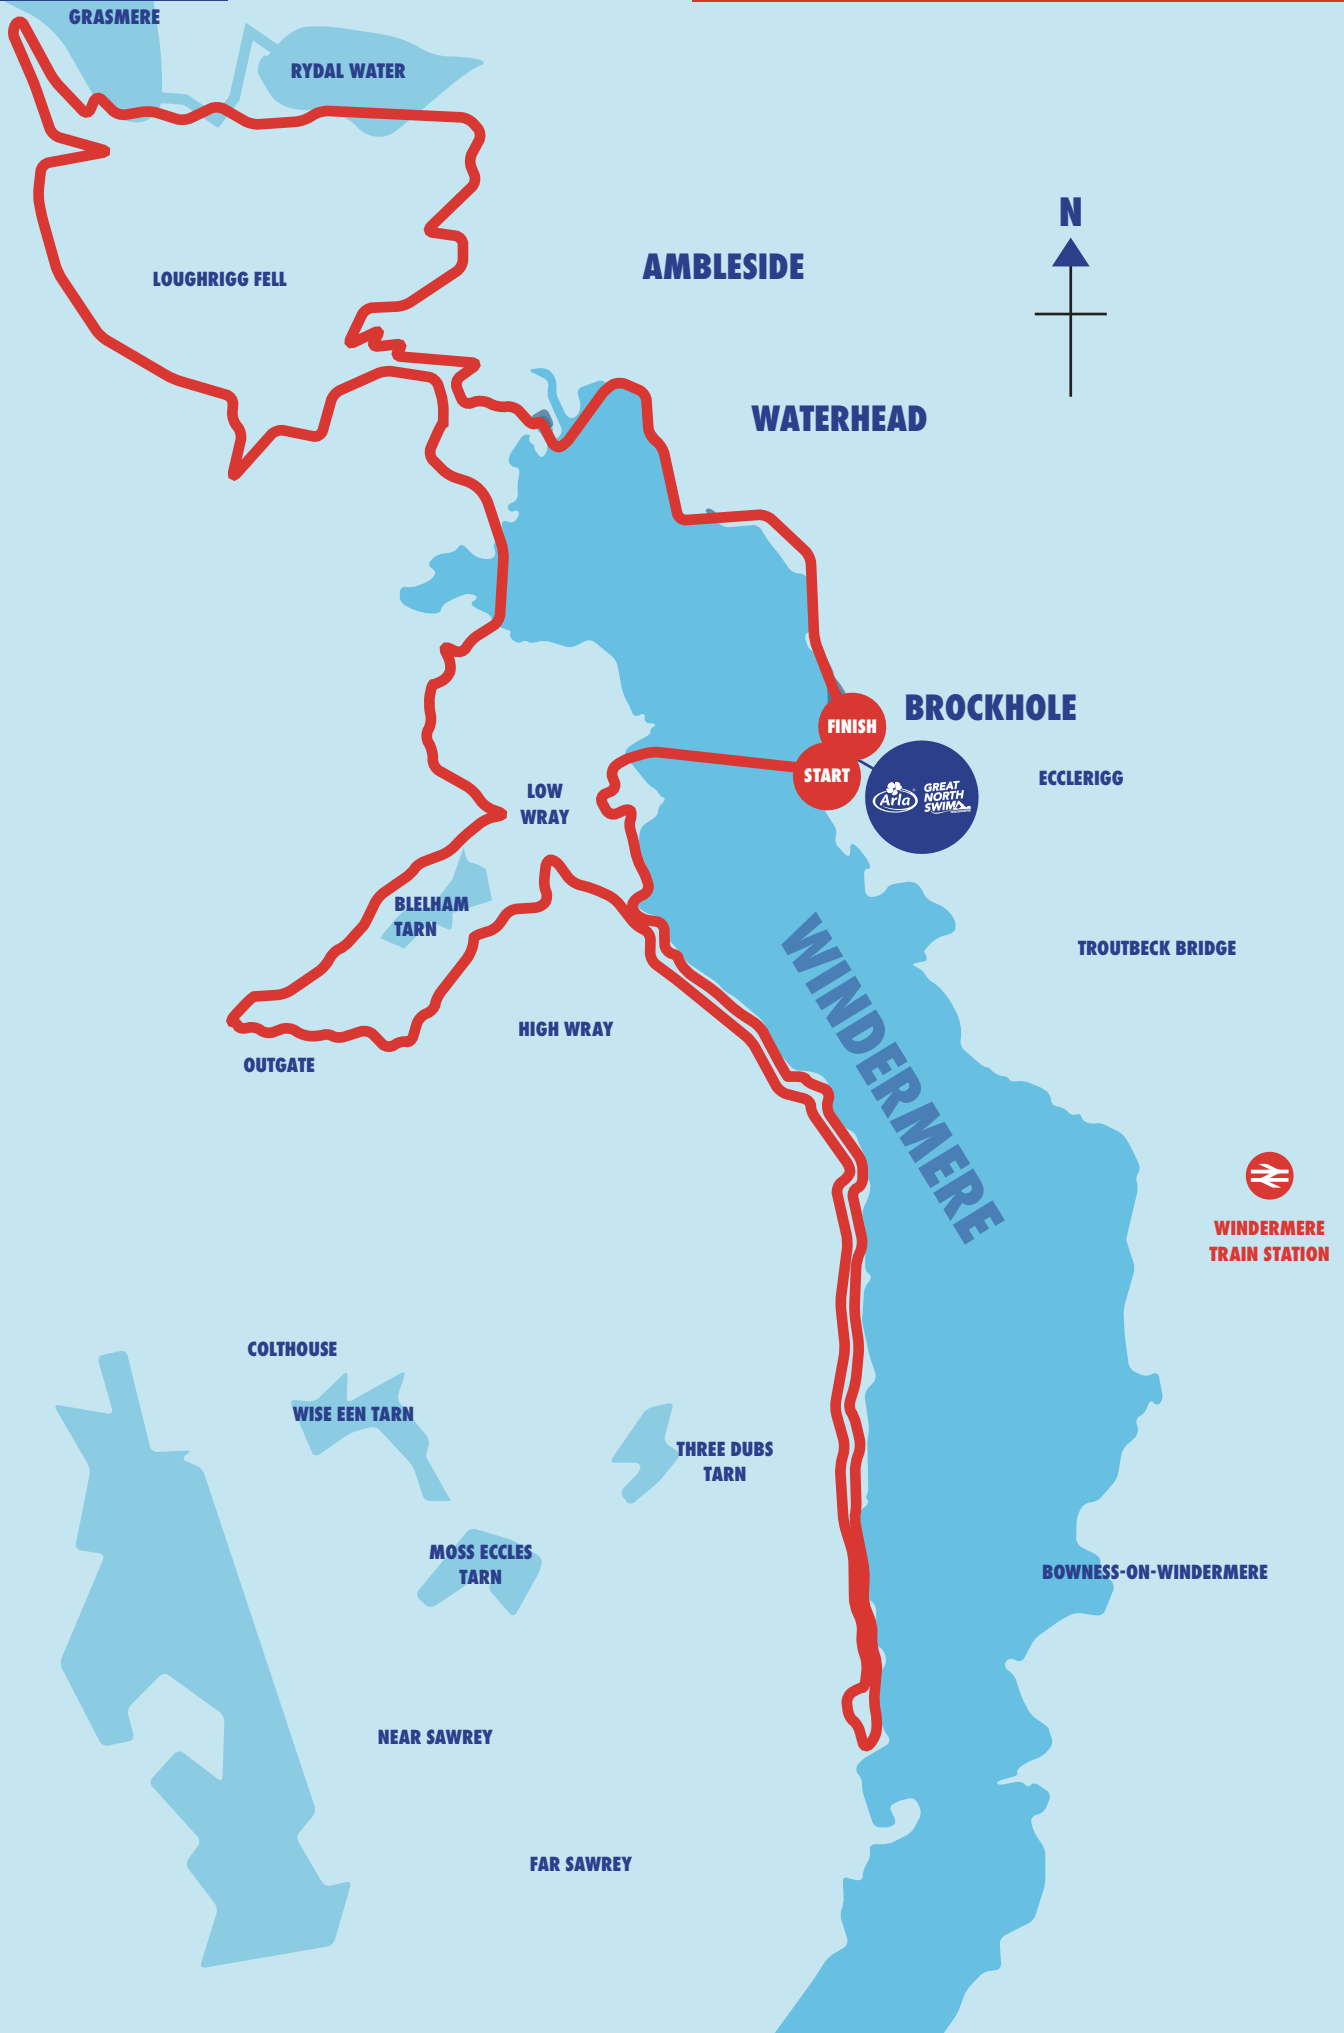 GRASMERE
RYDAL WATER
N
AMBLESIDE
LOUGHRIGG FELL
WATERHEAD
BROCKHOLE
FINISH
START
ECCLERIGG
Arla
GREAT
NORTH
SWIM
LOW
WRAY
BLELHAM
TARN
TROUTBECK BRIDGE
WINDERMERE
HIGH WRAY
OUTGATE
WINDERMERE
TRAIN STATION
COLTHOUSE
WISE EEN TARN
THREE DUBS
TARN
MOSS ECCLES
TARN
BOWNESS-ON-WINDERMERE
NEAR SAWREY
FAR SAWREY